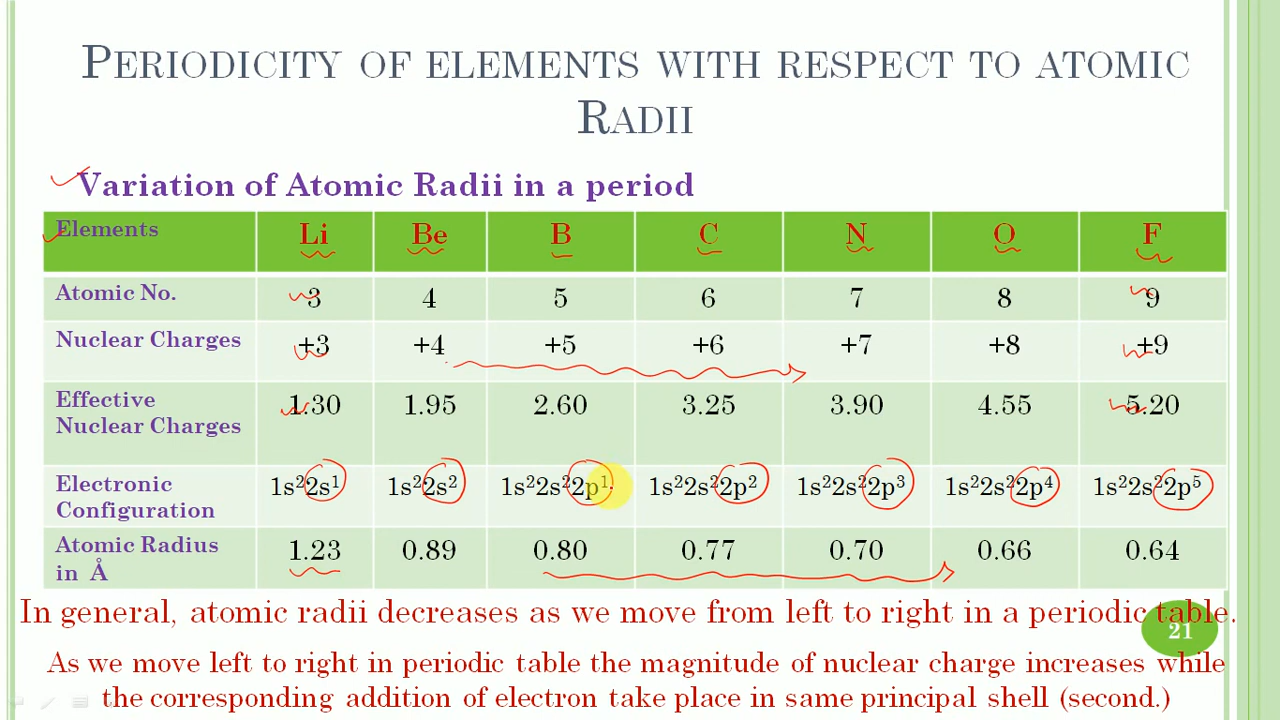 PERIODICITY OF ELEMENTS WITH RESPECT TO ATOMIC
RADII
Variation of Atomic Radii in a period
Elements Li Be B C N O F
Atomic No. 3 4 5 6 7 8 9
Nuclear Charges +3 +4 +5 +6 +7 +8 +9
Effective
Nuclear Charges 1.30 1.95 2.60 3.25 3.90 4.55 5.20
Electronic
Configuration 1s²2s¹ 1s²2s² 1s²2s²2p¹ 1s²2s²2p² 1s²2s²2p³ 1s²2s²2p⁴ 1s²2s²2p⁵
Atomic Radius
in Å 1.23 0.89 0.80 0.77 0.70 0.66 0.64
In general, atomic radii decreases as we move from left to right in a periodic table.
21
As we move left to right in periodic table the magnitude of nuclear charge increases while
the corresponding addition of electron take place in same principal shell (second.)